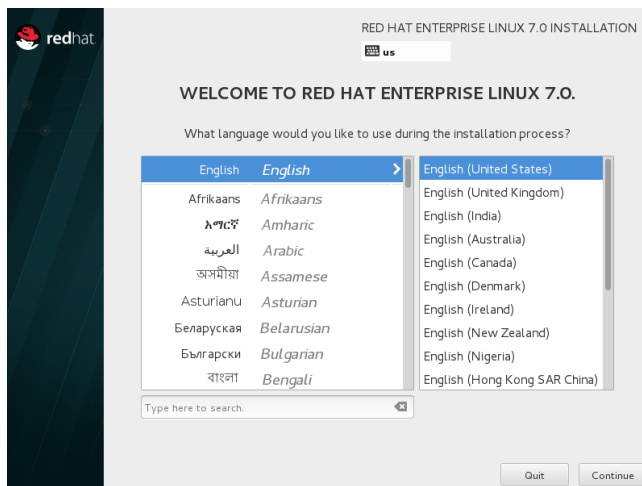 redhat
RED HAT ENTERPRISE LINUX 7.0 INSTALLATION
us
WELCOME TO RED HAT ENTERPRISE LINUX 7.0.
What language would you like to use during the installation process?
English English
Afrikaans Afrikaans
አማርኛ Amharic
العربية Arabic
অসমীয়া Assamese
Asturianu Asturian
Беларуская Belarusian
Български Bulgarian
বাংলা Bengali
Type here to search.
English (United States)
English (United Kingdom)
English (India)
English (Australia)
English (Canada)
English (Denmark)
English (Ireland)
English (New Zealand)
English (Nigeria)
English (Hong Kong SAR China)
Quit
Continue